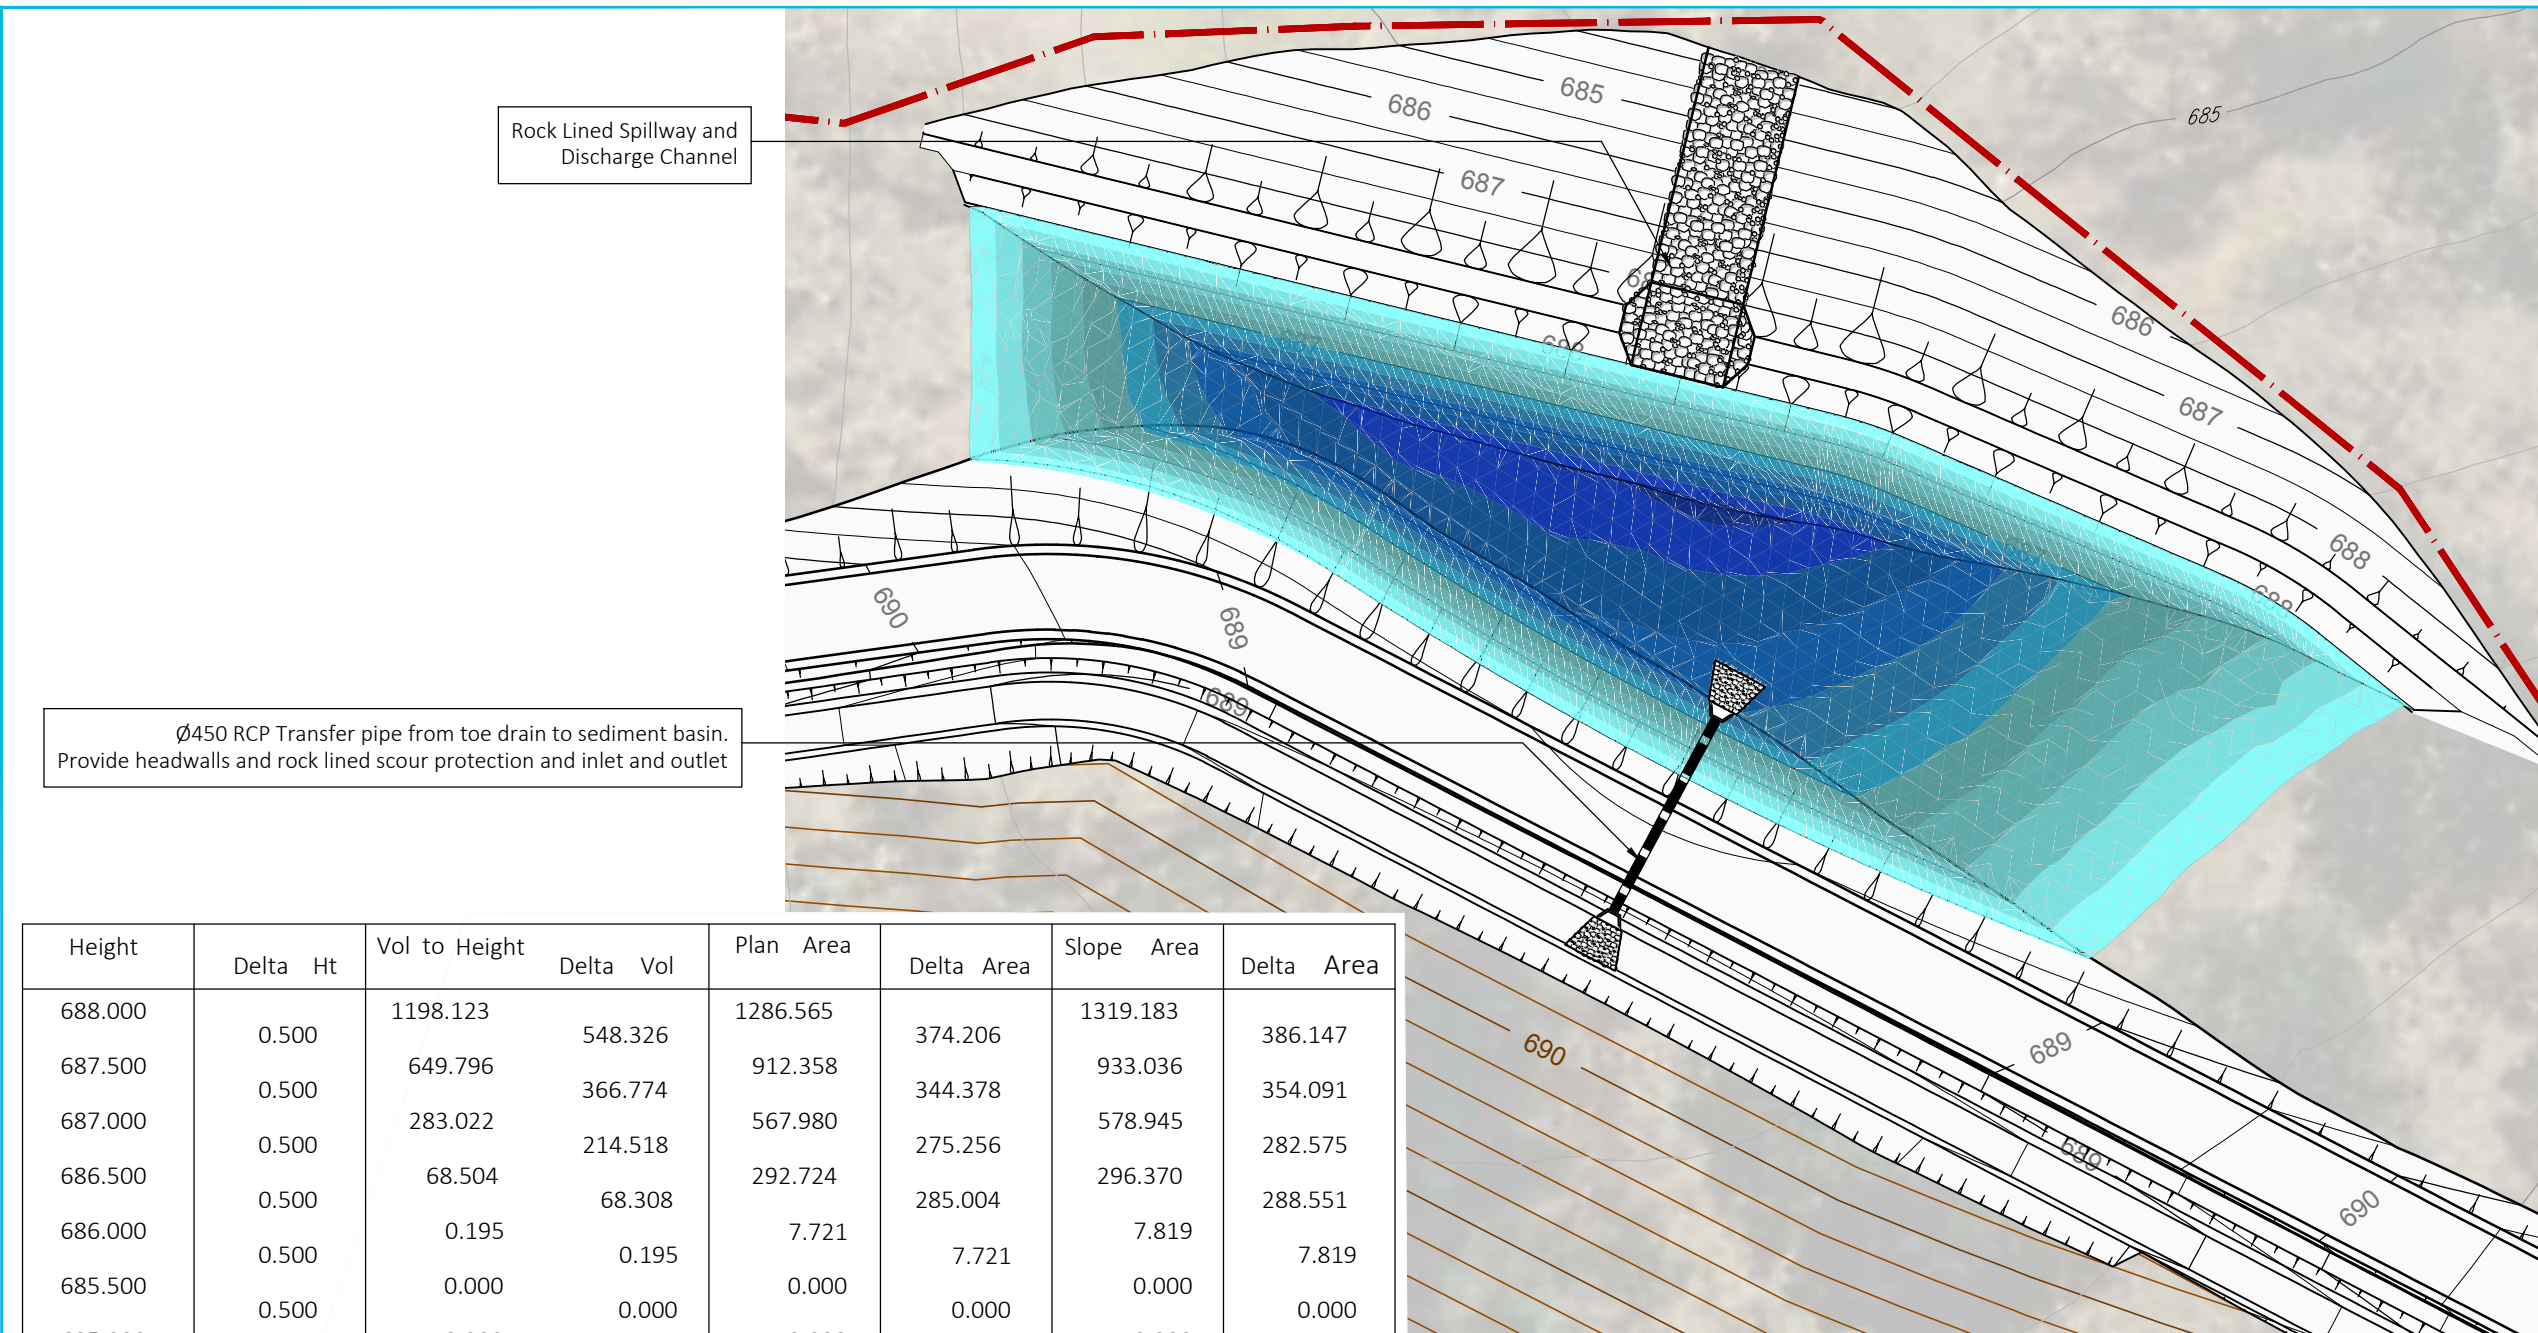 Rock Lined Spillway and
Discharge Channel
685
686
687
685
686
687
688
688
690
689
689
Ø450 RCP Transfer pipe from toe drain to sediment basin.
Provide headwalls and rock lined scour protection and inlet and outlet
690
689
689
690
Height Delta Ht Vol to Height Delta Vol Plan Area Delta Area Slope Area Delta Area
688.000 1198.123 1286.565 1319.183
0.500 548.326 374.206 386.147
687.500 649.796 912.358 933.036
0.500 366.774 344.378 354.091
687.000 283.022 567.980 578.945
0.500 214.518 275.256 282.575
686.500 68.504 292.724 296.370
0.500 68.308 285.004 288.551
686.000 0.195 7.721 7.819
0.500 0.195 7.721 7.819
685.500 0.000 0.000 0.000
0.500 0.000 0.000 0.000